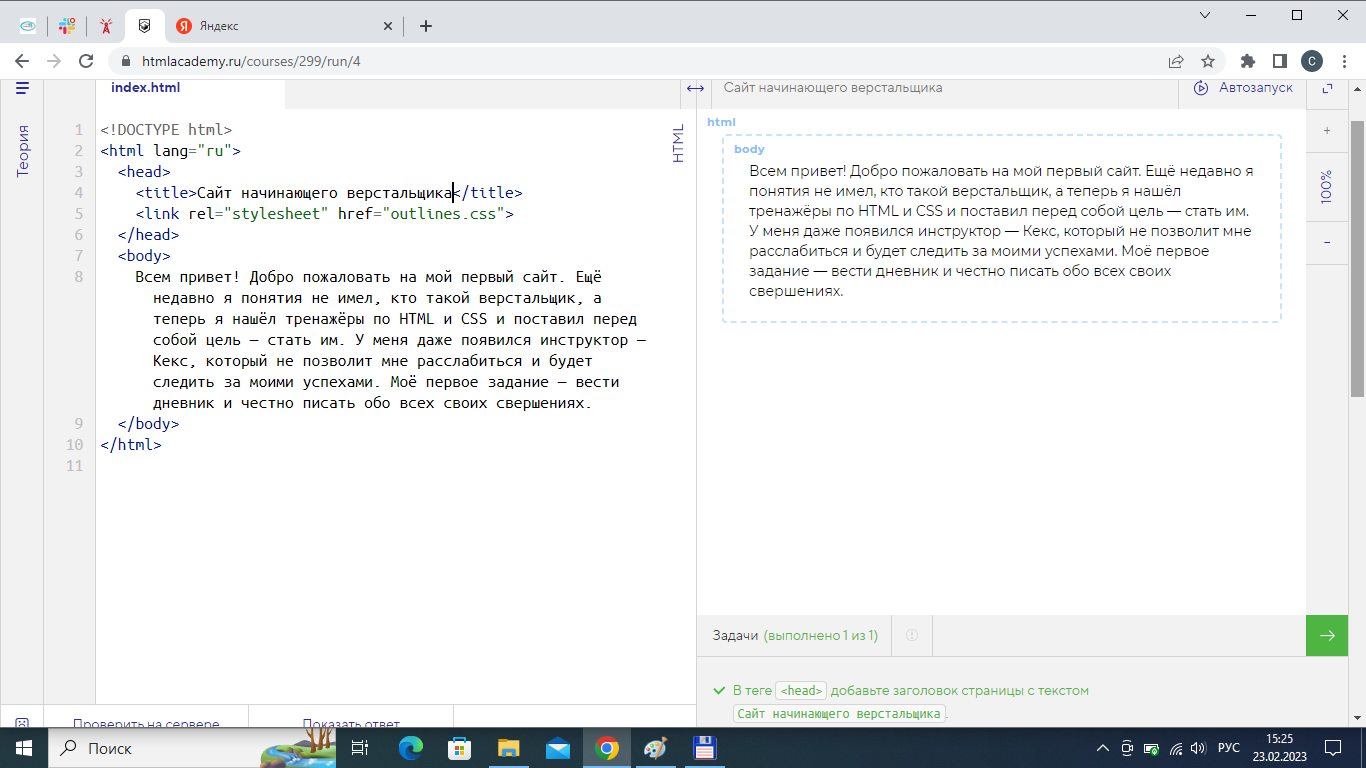 Яндекс
htmlacademy.ru/courses/299/run/4
С
index.html
Сайт начинающего верстальщика
Автозапуск
Теория
HTML
1 <!DOCTYPE html>
2 <html lang="ru">
3 <head>
4 <title>Сайт начинающего верстальщика</title>
5 <link rel="stylesheet" href="outlines.css">
6 </head>
7 <body>
8 Всем привет! Добро пожаловать на мой первый сайт. Ещё
недавно я понятия не имел, кто такой верстальщик, а
теперь я нашёл тренажёры по HTML и CSS и поставил перед
собой цель — стать им. У меня даже появился инструктор —
Кекс, который не позволит мне расслабиться и будет
следить за моими успехами. Моё первое задание — вести
дневник и честно писать обо всех своих свершениях.
9 </body>
10 </html>
11
html
body
Всем привет! Добро пожаловать на мой первый сайт. Ещё недавно я
понятия не имел, кто такой верстальщик, а теперь я нашёл
тренажёры по HTML и CSS и поставил перед собой цель — стать им.
У меня даже появился инструктор — Кекс, который не позволит мне
расслабиться и будет следить за моими успехами. Моё первое
задание — вести дневник и честно писать обо всех своих
свершениях.
+
100%
−
Задачи (выполнено 1 из 1)
В теге <head> добавьте заголовок страницы с текстом
Сайт начинающего верстальщика.
Проверить на сервере
Показать ответ
Поиск
РУС
15:25
23.02.2023